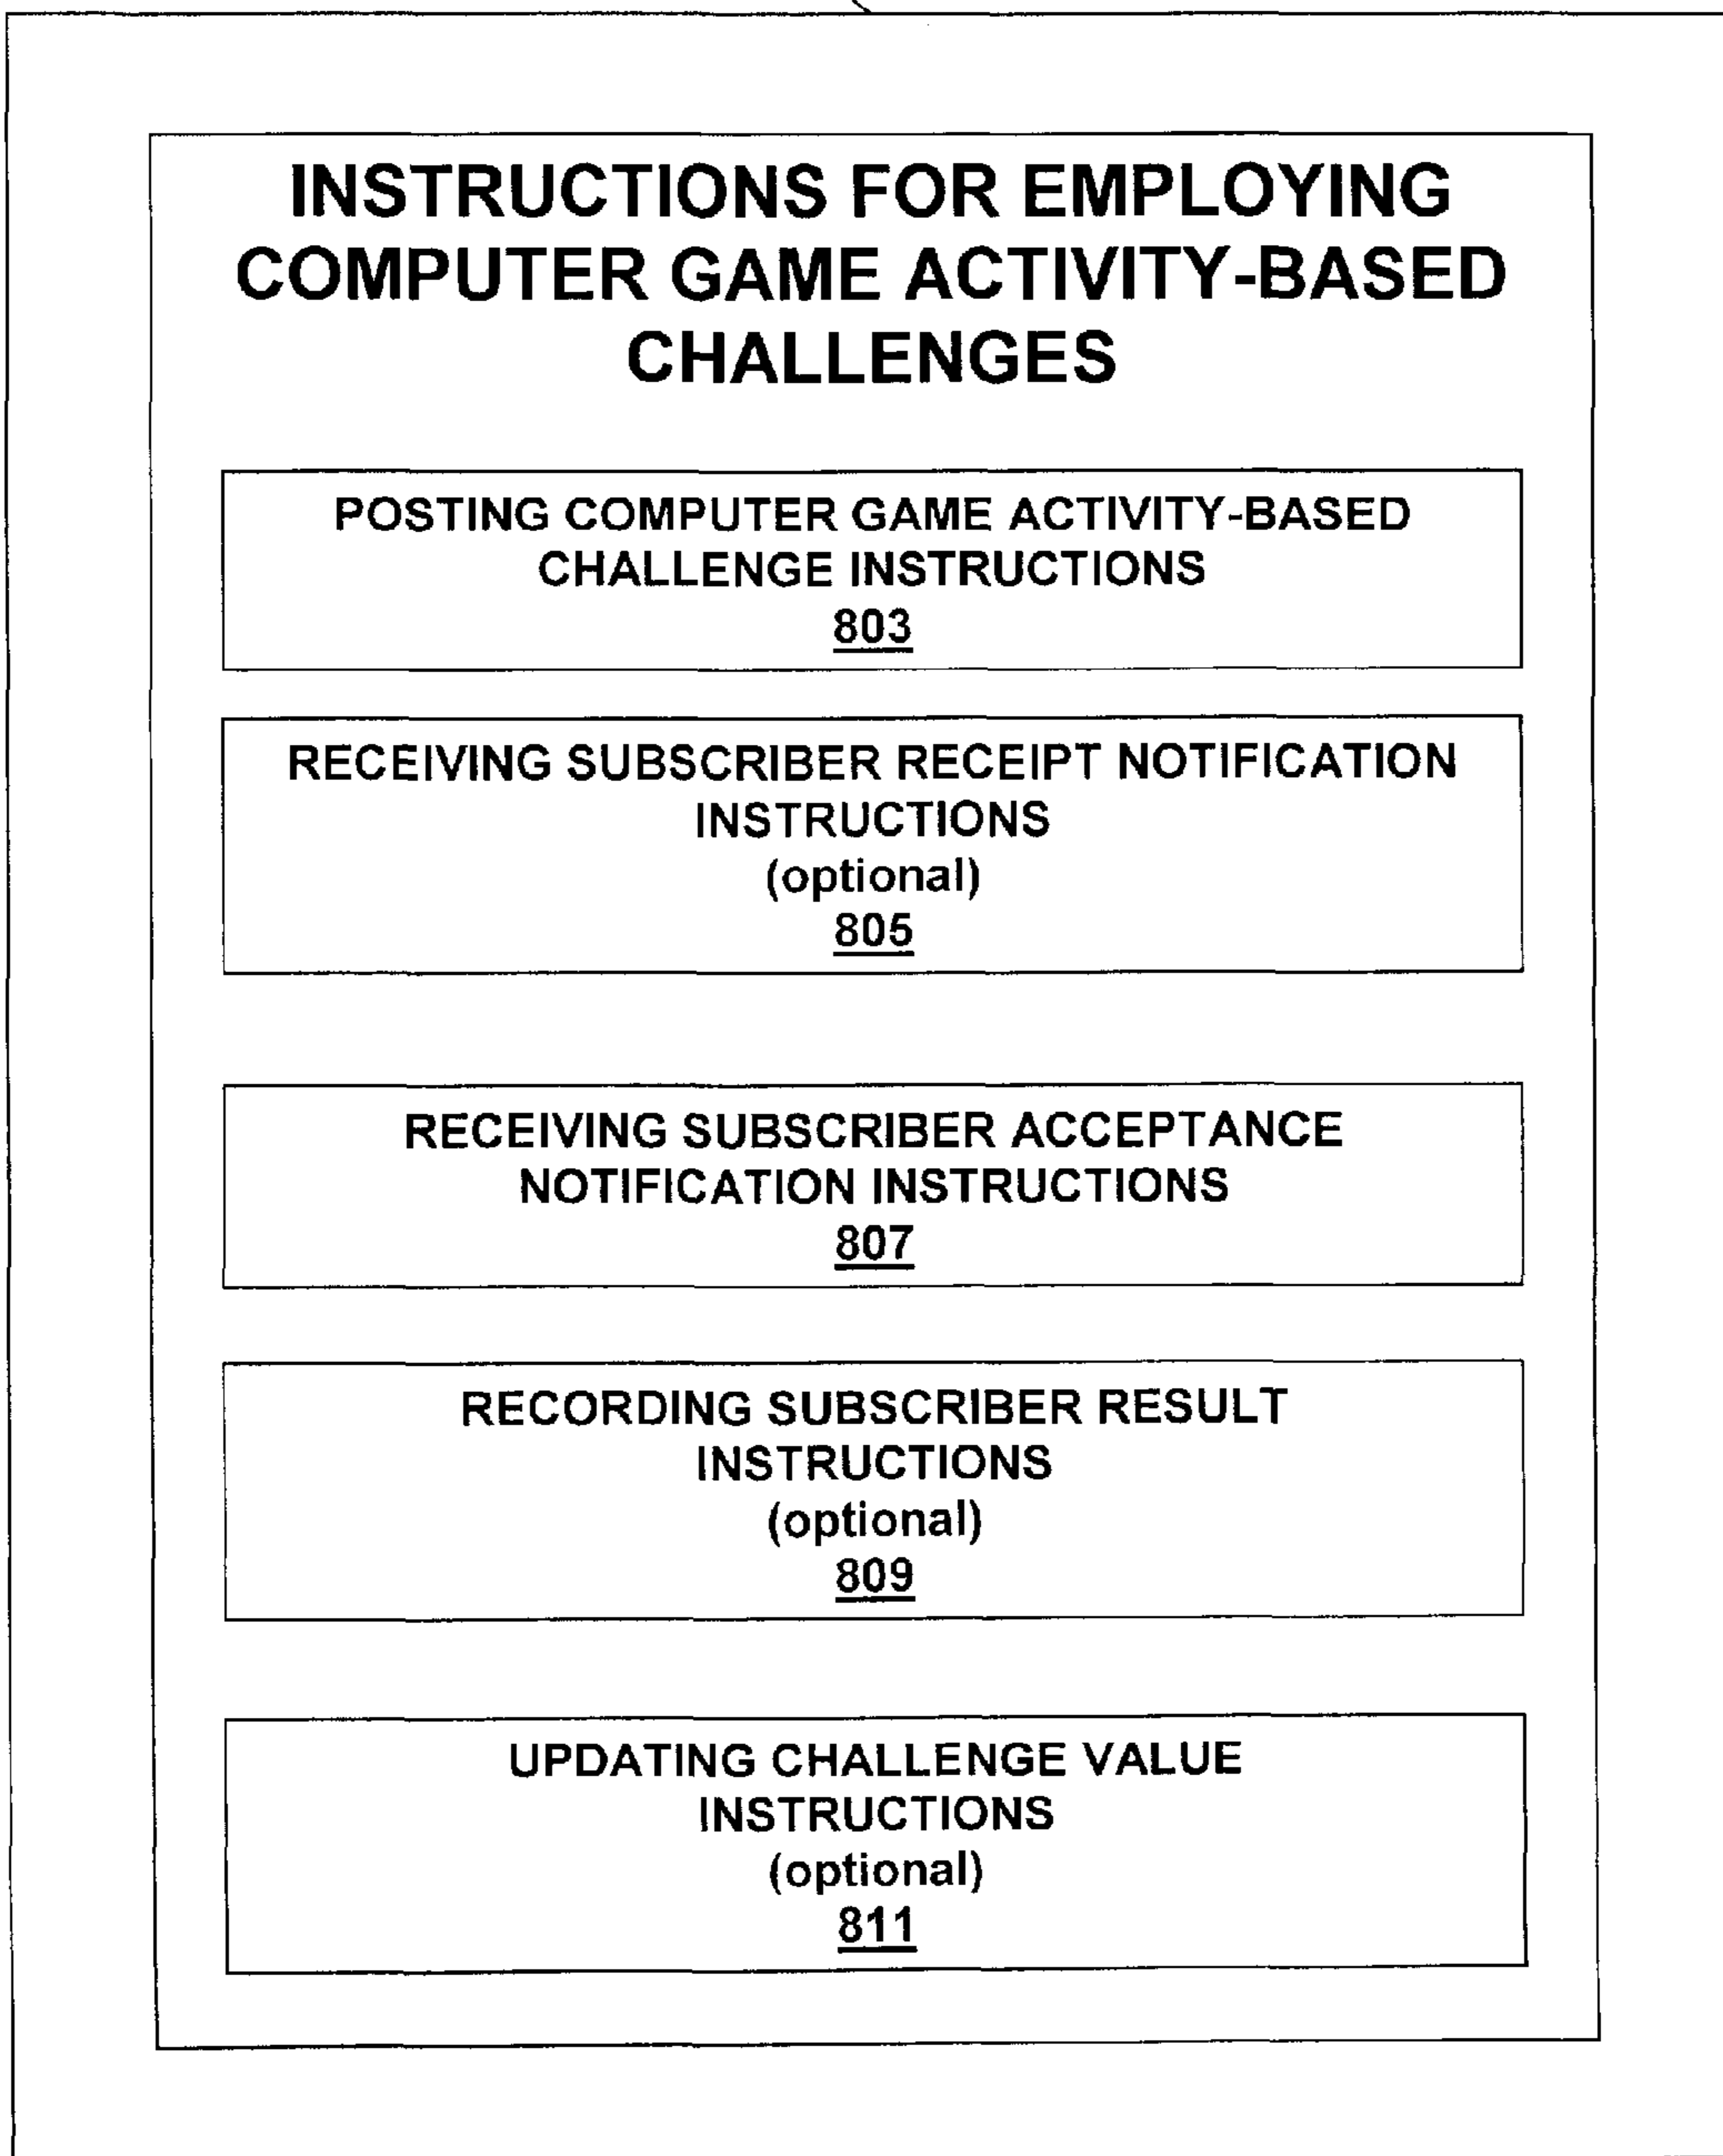 INSTRUCTIONS FOR EMPLOYING
COMPUTER GAME ACTIVITY-BASED
CHALLENGES
POSTING COMPUTER GAME ACTIVITY-BASED
CHALLENGE INSTRUCTIONS
803
RECEIVING SUBSCRIBER RECEIPT NOTIFICATION
INSTRUCTIONS
(optional)
805
RECEIVING SUBSCRIBER ACCEPTANCE
NOTIFICATION INSTRUCTIONS
807
RECORDING SUBSCRIBER RESULT
INSTRUCTIONS
(optional)
809
UPDATING CHALLENGE VALUE
INSTRUCTIONS
(optional)
811